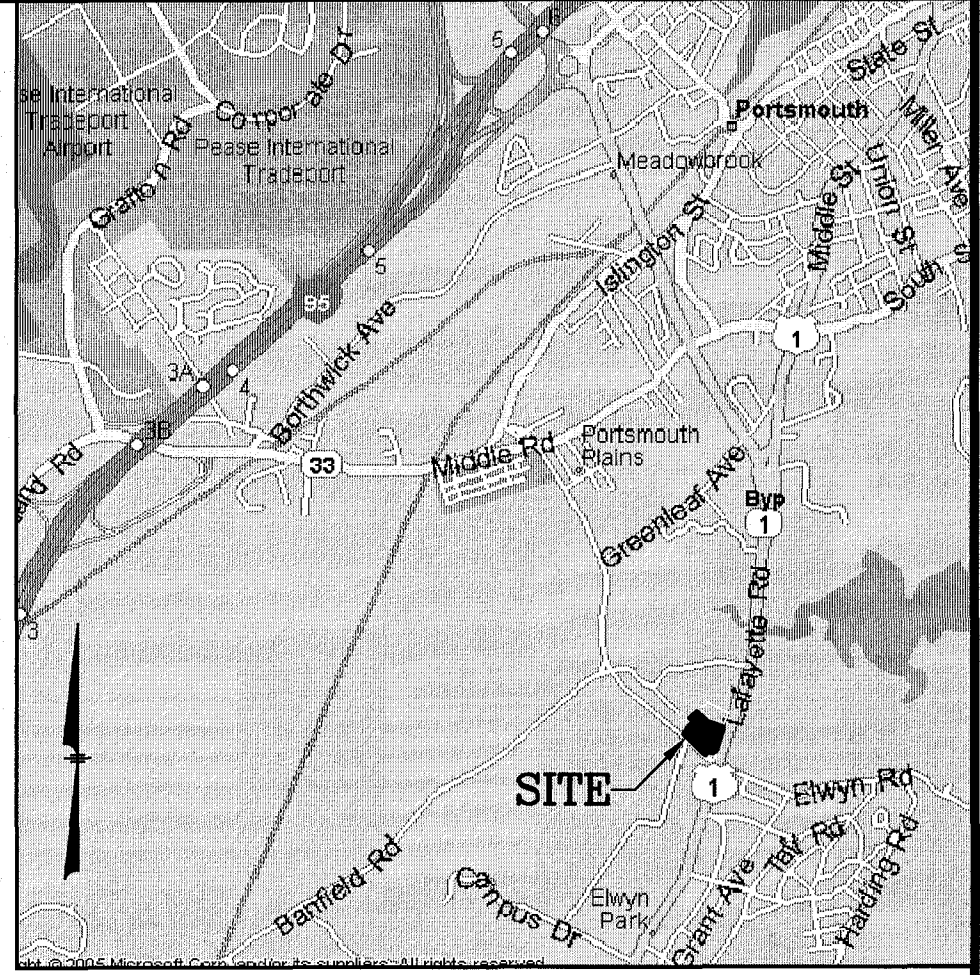 5
6
State St
se International
Tradeport
Airport
Corporate Dr
Grafton Rd
Pease International
Tradeport
Portsmouth
Miller Ave
Meadowbrook
Middle St
Union St
Islington St
South St
5
95
1
Borthwick Ave
3A
4
3B
33
Middle Rd
Portsmouth
Plains
Greenleaf Ave
Byp
1
3
Lafayette Rd
SITE
1
Elwyn Rd
Taft Rd
Harding Rd
Banfield Rd
Campus Dr
Elwyn
Park
Grant Ave
ght © 2005 Microsoft Corp. and/or its suppliers. All rights reserved.